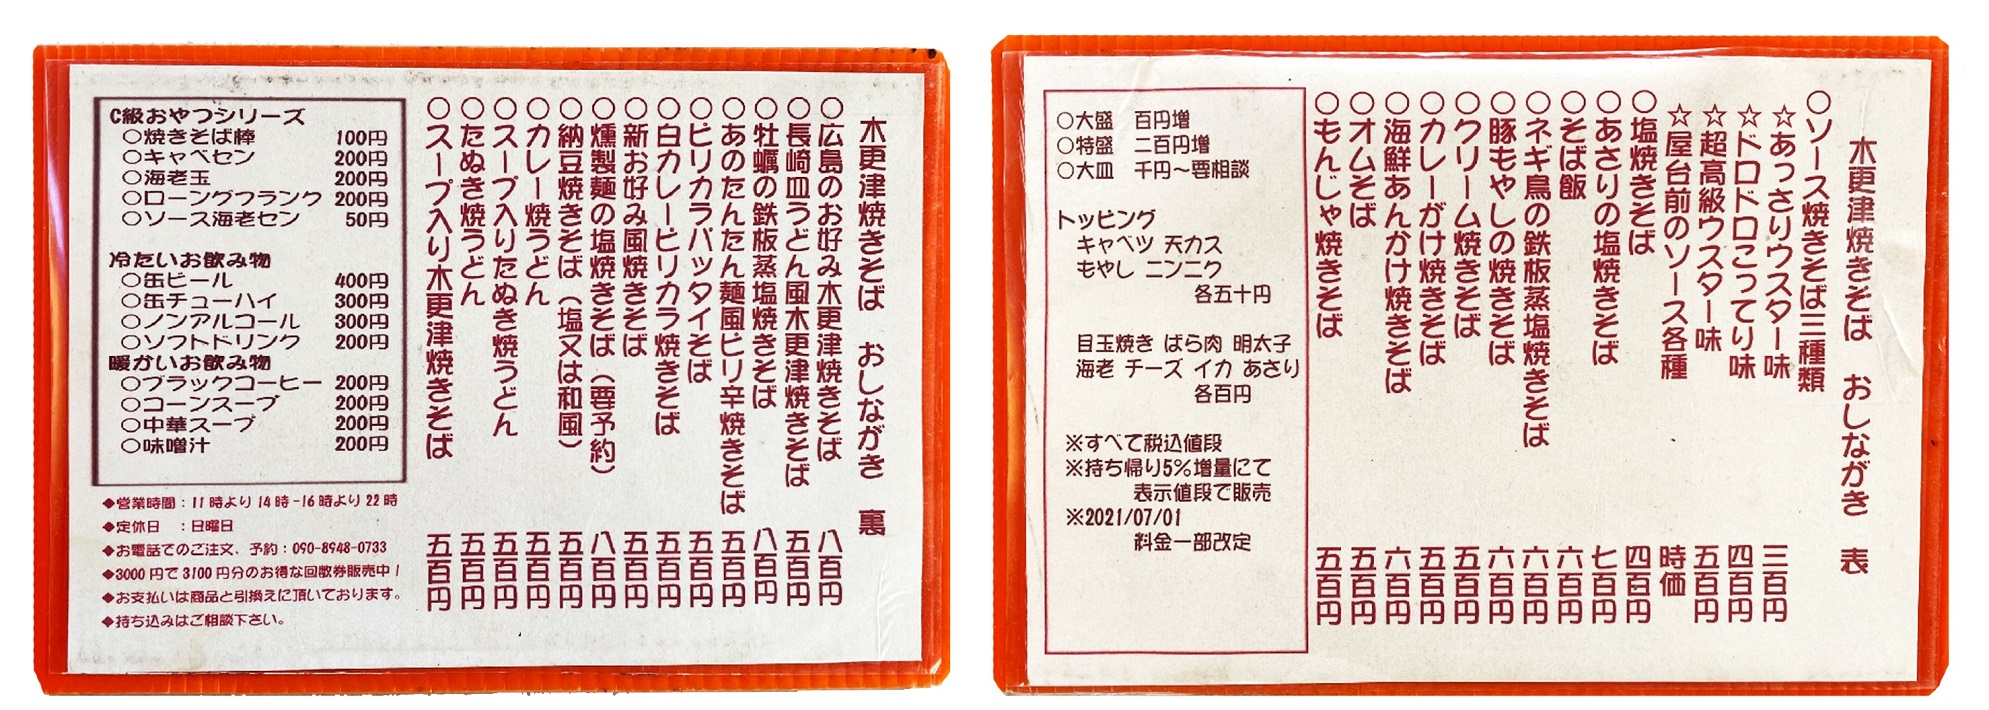 木更津焼きそば　おしながき　裏
○広島のお好み木更津焼きそば　八百円
○長崎皿うどん風木更津焼きそば　五百円
○牡蠣の鉄板蒸塩焼きそば　八百円
○あのたんたん麺風ピリ辛焼きそば　五百円
○ピリカラパッタイそば　五百円
○白カレーピリカラ焼きそば　五百円
○新お好み風焼きそば　五百円
○燻製麺の塩焼きそば（要予約）　八百円
○納豆焼きそば（塩又は和風）　五百円
○カレー焼うどん　五百円
○スープ入りたぬき焼うどん　五百円
○たぬき焼うどん　五百円
○スープ入り木更津焼きそば　五百円
C級おやつシリーズ
○焼きそば棒　100円
○キャベセン　200円
○海老玉　200円
○ロングフランク　200円
○ソース海老セン　50円
冷たいお飲み物
○缶ビール　400円
○缶チューハイ　300円
○ノンアルコール　300円
○ソフトドリンク　200円
暖かいお飲み物
○ブラックコーヒー　200円
○コーンスープ　200円
○中華スープ　200円
○味噌汁　200円
◆営業時間：11時より14時-16時より22時
◆定休日　：日曜日
◆お電話でのご注文、予約：090-8948-0733
◆3000円で3100円分のお得な回数券販売中！
◆お支払いは商品と引換えに頂いております。
◆持ち込みはご相談下さい。
木更津焼きそば　おしながき　表
○ソース焼きそば三種類
☆あっさりウスター味　三百円
☆ドロドロこってり味　四百円
☆超高級ウスター味　五百円
☆屋台前のソース各種　時価
○塩焼きそば　四百円
○あさりの塩焼きそば　七百円
○そば飯　六百円
○ネギ鳥の鉄板蒸塩焼きそば　六百円
○豚もやしの焼きそば　六百円
○クリーム焼きそば　五百円
○カレーがけ焼きそば　五百円
○海鮮あんかけ焼きそば　六百円
○オムそば　五百円
○もんじゃ焼きそば　五百円
○大盛　百円増
○特盛　二百円増
○大皿　千円～要相談
トッピング
キャベツ 天カス
もやし ニンニク
各五十円
目玉焼き ばら肉 明太子
海老 チーズ イカ あさり
各百円
※すべて税込値段
※持ち帰り5%増量にて
表示値段で販売
※2021/07/01
料金一部改定